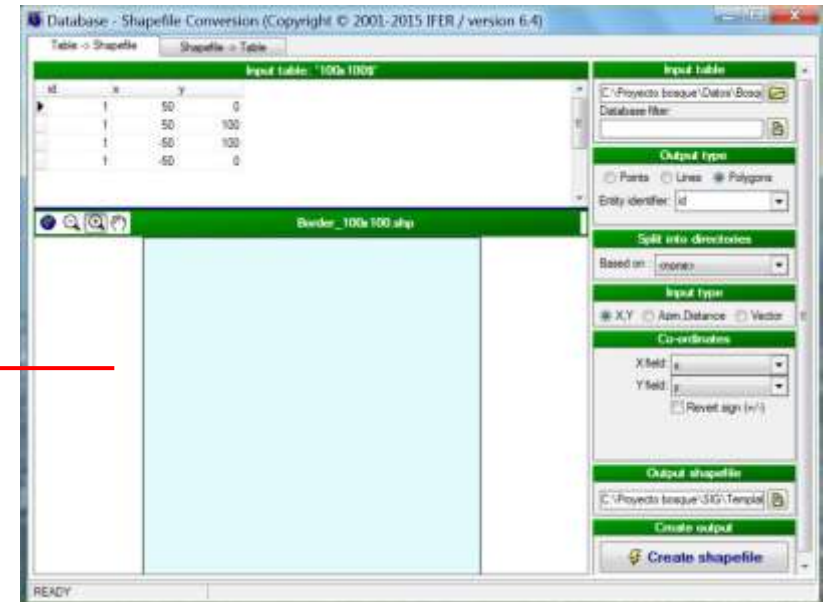 Database - Shapefile Conversion (Copyright © 2001-2015 IFER / version 6.4)
Table -> Shapefile Shapefile -> Table
Input table: '100x100$'
id x y
1 50 0
1 50 100
1 -50 100
1 -50 0
Border_100x100.shp
Input table
C:\Proyecto bosque\Datos\Bosq
Database filter:
Output type
Points Lines Polygons
Entity identifier: id
Split into directories
Based on: <none>
Input type
X,Y Azim.Distance Vector
Co-ordinates
X field: x
Y field: y
Revert sign (+/-)
Output shapefile
C:\Proyecto bosque\SIG\Templat
Create output
Create shapefile
READY